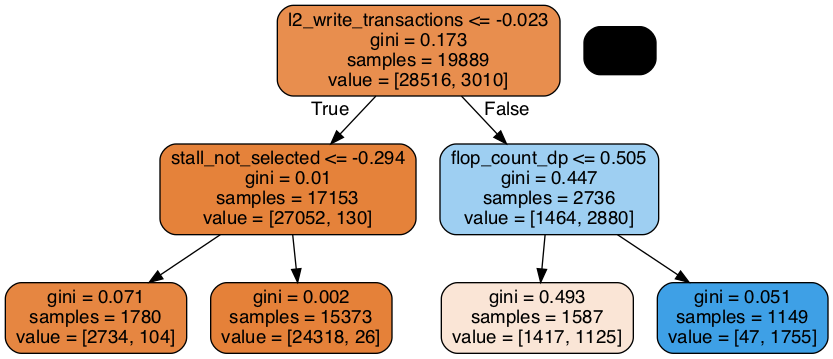 l2_write_transactions <= -0.023
gini = 0.173
samples = 19889
value = [28516, 3010]
True
False
stall_not_selected <= -0.294
gini = 0.01
samples = 17153
value = [27052, 130]
flop_count_dp <= 0.505
gini = 0.447
samples = 2736
value = [1464, 2880]
gini = 0.071
samples = 1780
value = [2734, 104]
gini = 0.002
samples = 15373
value = [24318, 26]
gini = 0.493
samples = 1587
value = [1417, 1125]
gini = 0.051
samples = 1149
value = [47, 1755]